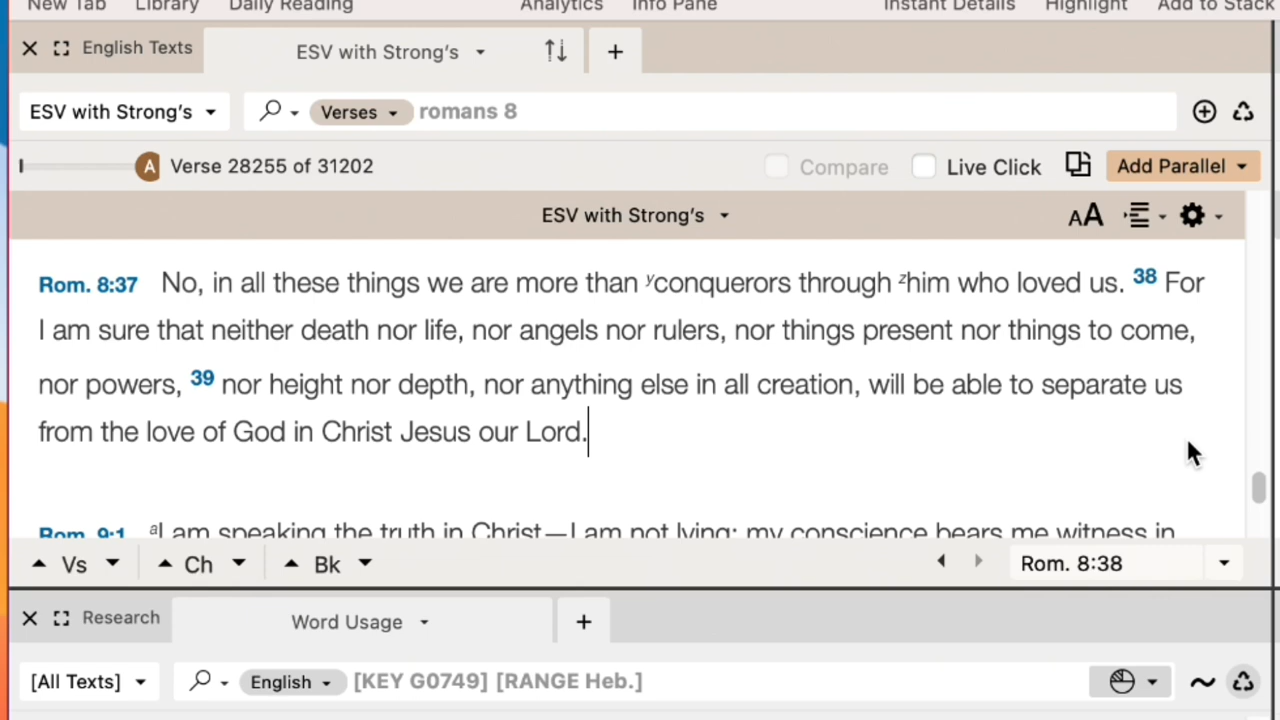 New Tab Library Daily Reading Analytics Info Pane Instant Details Highlight Add to Stack
English Texts ESV with Strong's +
ESV with Strong's Verses romans 8
A Verse 28255 of 31202 Compare Live Click Add Parallel
ESV with Strong's AA
Rom. 8:37 No, in all these things we are more than yconquerors through zhim who loved us. 38 For
I am sure that neither death nor life, nor angels nor rulers, nor things present nor things to come,
nor powers, 39 nor height nor depth, nor anything else in all creation, will be able to separate us
from the love of God in Christ Jesus our Lord.
Rom. 9:1 aI am speaking the truth in Christ—I am not lying; my conscience bears me witness in
Vs Ch Bk Rom. 8:38
Research Word Usage +
[All Texts] English [KEY G0749] [RANGE Heb.]